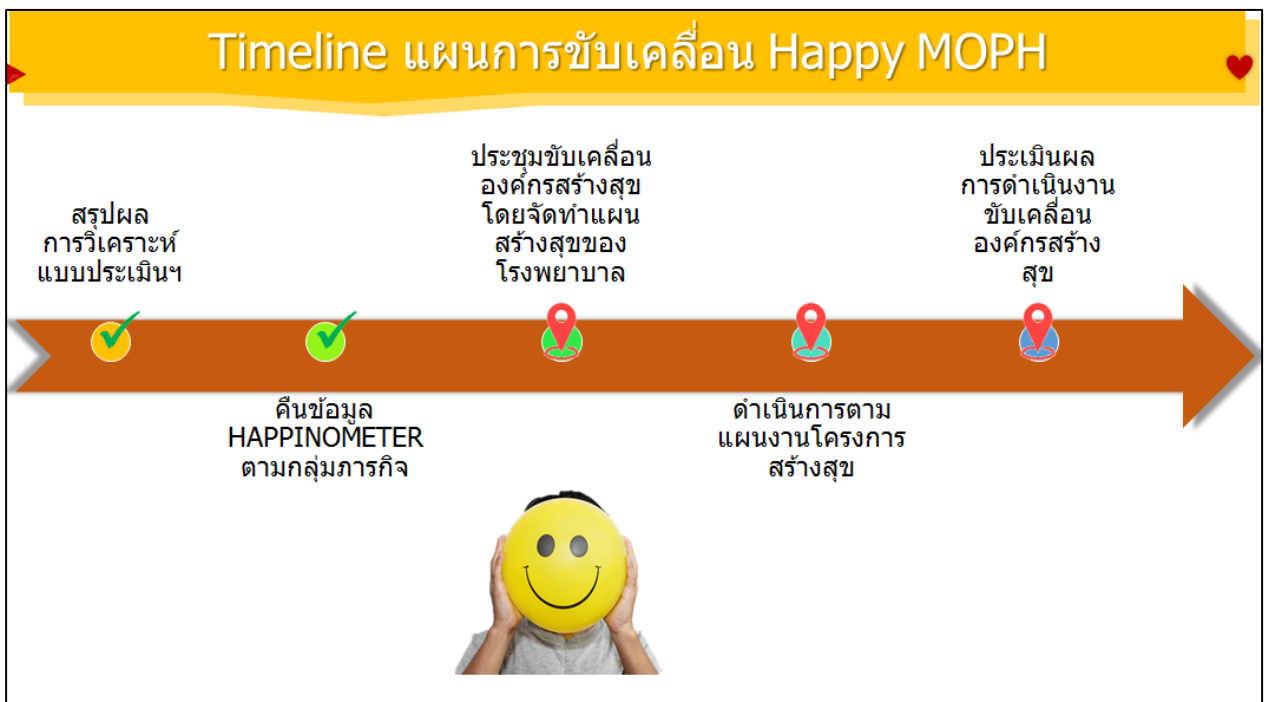 Timeline แผนการขับเคลื่อน Happy MOPH
สรุปผล
การวิเคราะห์
แบบประเมินฯ
คืนข้อมูล
HAPPINOMETER
ตามกลุ่มภารกิจ
ประชุมขับเคลื่อน
องค์กรสร้างสุข
โดยจัดทำแผน
สร้างสุขของ
โรงพยาบาล
ดำเนินการตาม
แผนงานโครงการ
สร้างสุข
ประเมินผล
การดำเนินงาน
ขับเคลื่อน
องค์กรสร้าง
สุข